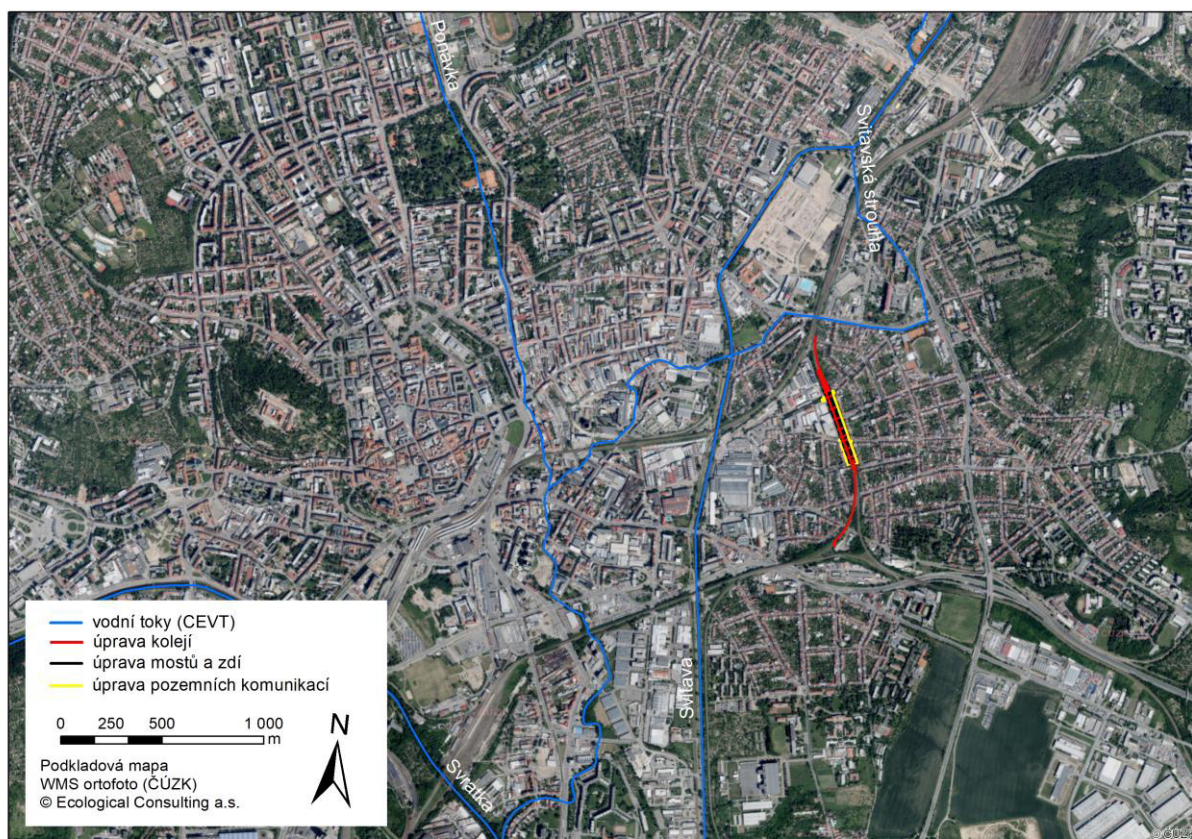 Ponávka
Svitavská strouha
Svitava
Svratka
vodní toky (CEVT)
úprava kolejí
úprava mostů a zdí
úprava pozemních komunikací
0 250 500 1 000
m
N
Podkladová mapa
WMS ortofoto (ČÚZK)
© Ecological Consulting a.s.